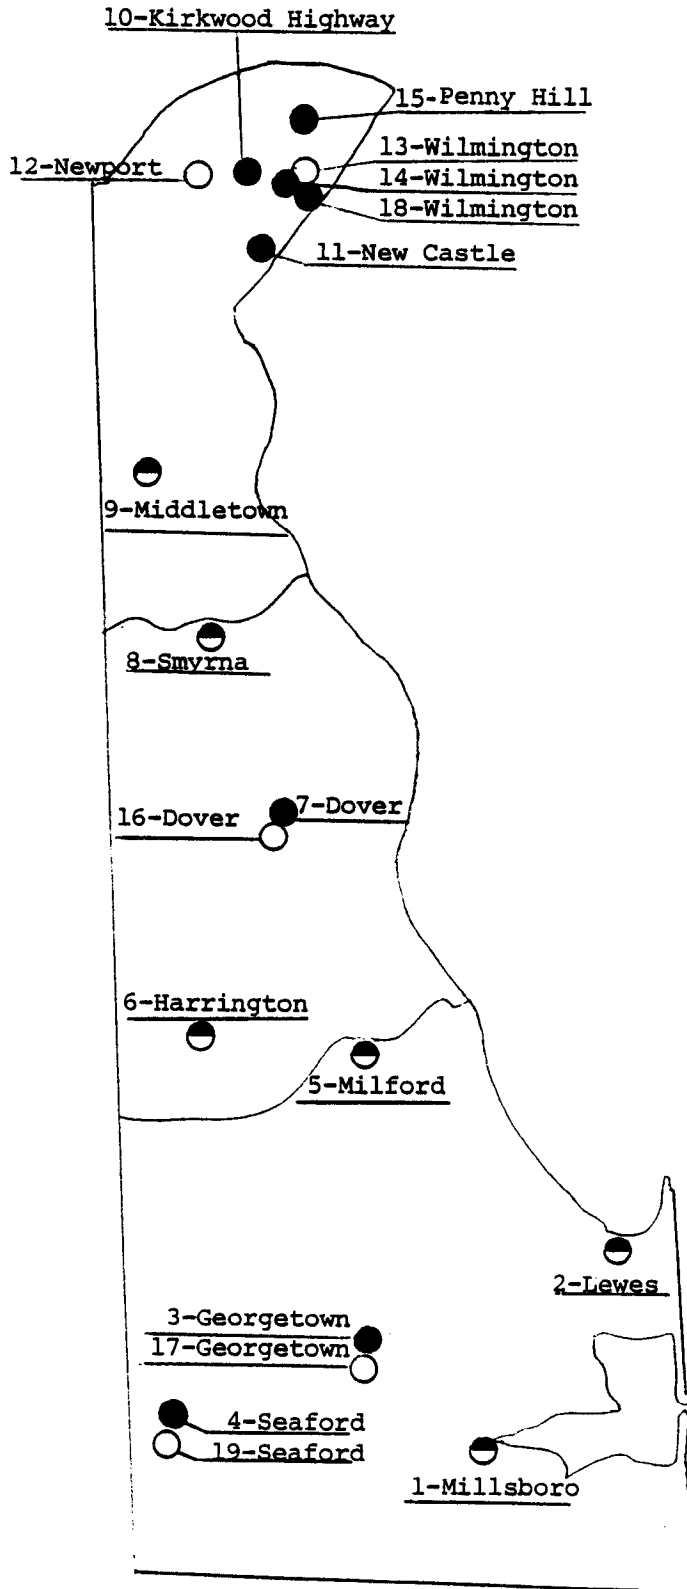 10-Kirkwood Highway
15-Penny Hill
13-Wilmington
12-Newport
14-Wilmington
18-Wilmington
11-New Castle
9-Middletown
8-Smyrna
7-Dover
16-Dover
6-Harrington
5-Milford
2-Lewes
3-Georgetown
17-Georgetown
4-Seaford
19-Seaford
1-Millsboro